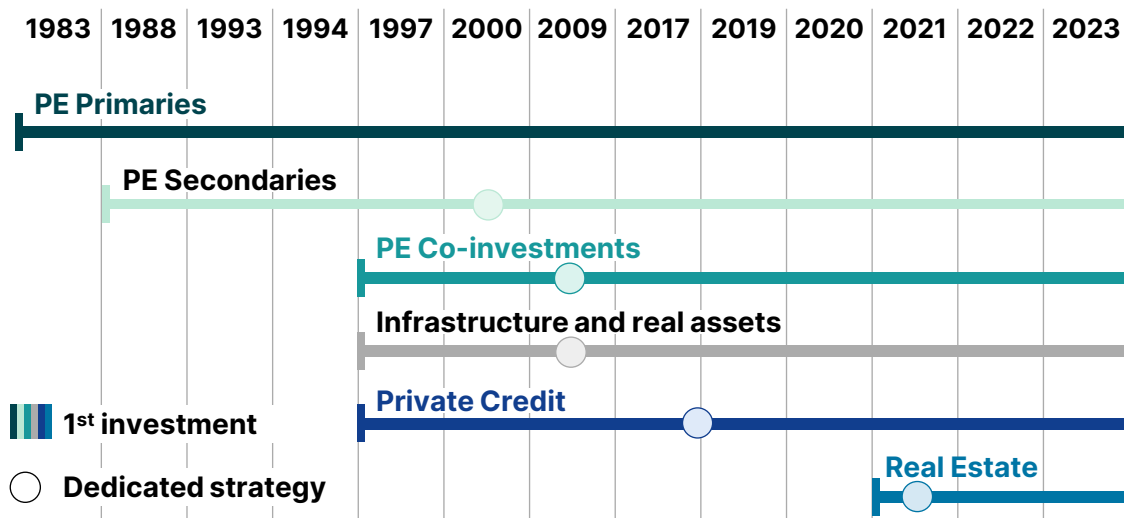 1983 1988 1993 1994 1997 2000 2009 2017 2019 2020 2021 2022 2023
PE Primaries
PE Secondaries
PE Co-investments
Infrastructure and real assets
Private Credit
1st investment
Real Estate
Dedicated strategy